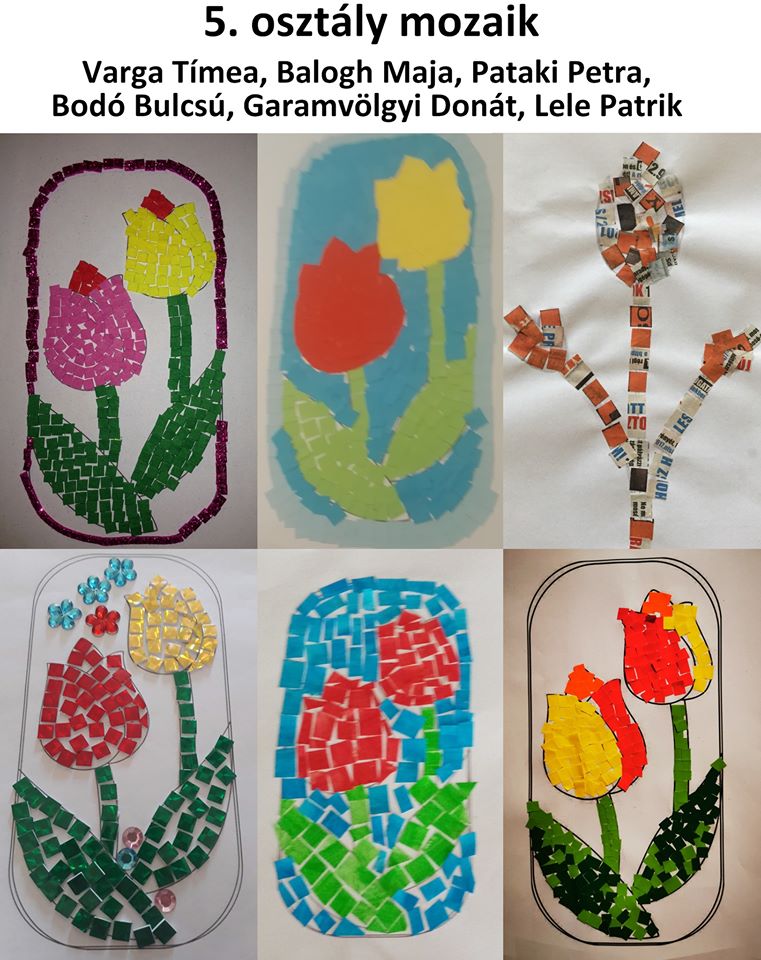 5. osztály mozaik
Varga Tímea, Balogh Maja, Pataki Petra,
Bodó Bulcsú, Garamvölgyi Donát, Lele Patrik